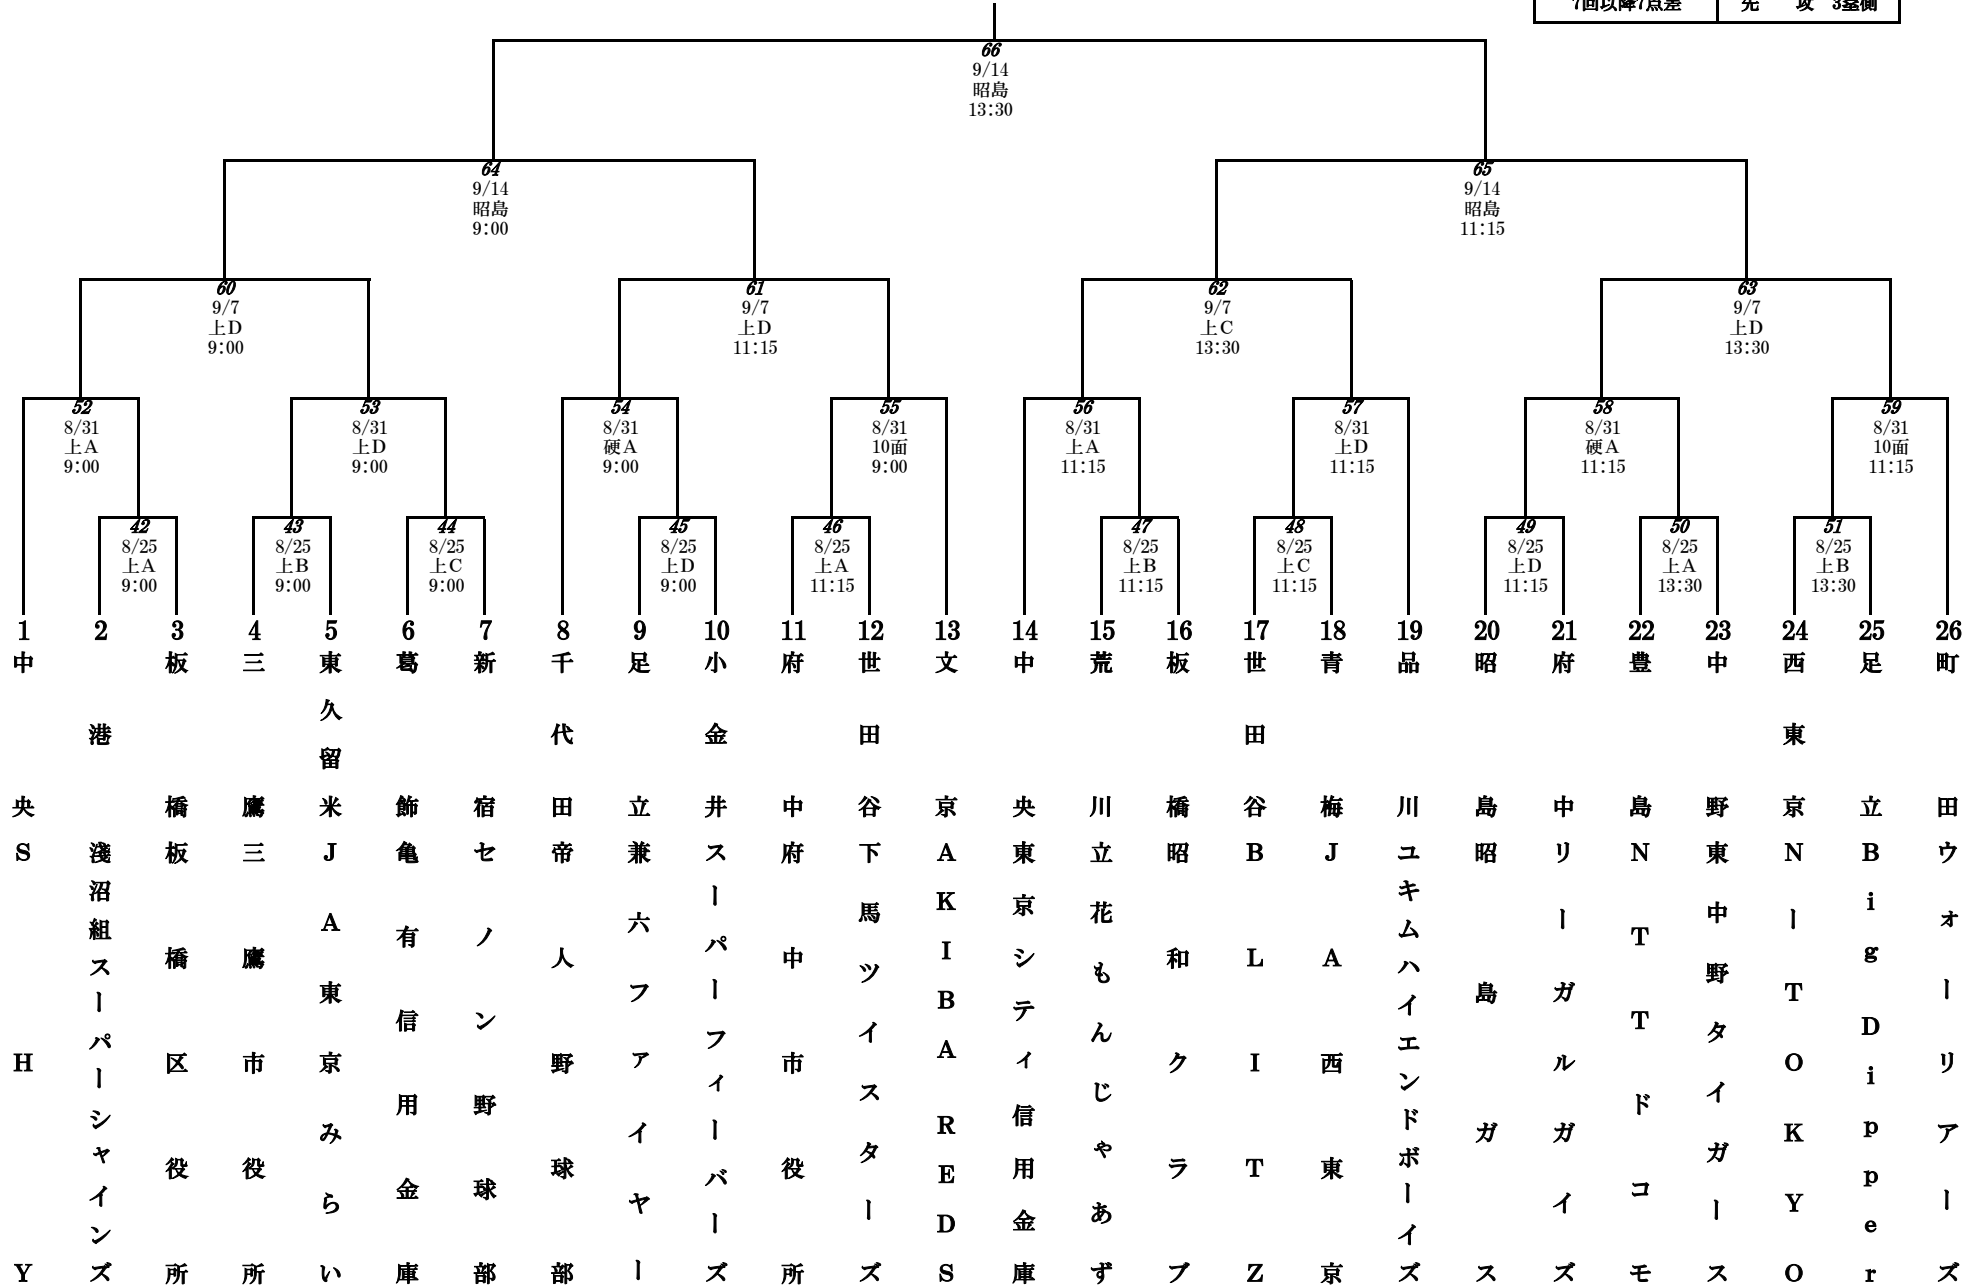 7回以降7点差 先 攻 3塁側
66
9/14
昭島
13:30
64
9/14
昭島
9:00
65
9/14
昭島
11:15
60
9/7
上D
9:00
61
9/7
上D
11:15
62
9/7
上C
13:30
63
9/7
上D
13:30
52
8/31
上A
9:00
53
8/31
上D
9:00
54
8/31
硬A
9:00
55
8/31
10面
9:00
56
8/31
上A
11:15
57
8/31
上D
11:15
58
8/31
硬A
11:15
59
8/31
10面
11:15
42
8/25
上A
9:00
43
8/25
上B
9:00
44
8/25
上C
9:00
45
8/25
上D
9:00
46
8/25
上A
11:15
47
8/25
上B
11:15
48
8/25
上C
11:15
49
8/25
上D
11:15
50
8/25
上A
13:30
51
8/25
上B
13:30
1
中央
SHY
2
港
淺沼組スーパーシャインズ
3
板橋
板橋区役所
4
三鷹
三鷹市役所
5
東久留米
JA東京みらい
6
葛飾
亀有信用金庫
7
新宿
セノン野球部
8
千代田
帝人野球部
9
足立
兼六ファイヤー
10
小金井
スーパーフィーバーズ
11
府中
府中市役所
12
世田谷
下馬ツイスターズ
13
文京
AKIBA REDS
14
中央
東京シティ信用金庫
15
荒川
立花もんじゃあず
16
板橋
昭和クラブ
17
世田谷
BLITZ
18
青梅
JA西東京
19
品川
ユキムハイエンドボーイズ
20
昭島
昭島ガス
21
府中
リーガルガイズ
22
豊島
NTTドコモ
23
中野
東中野タイガース
24
西東京
NーTOKYO
25
足立
Big Dipper
26
町田
ウォーリアーズ